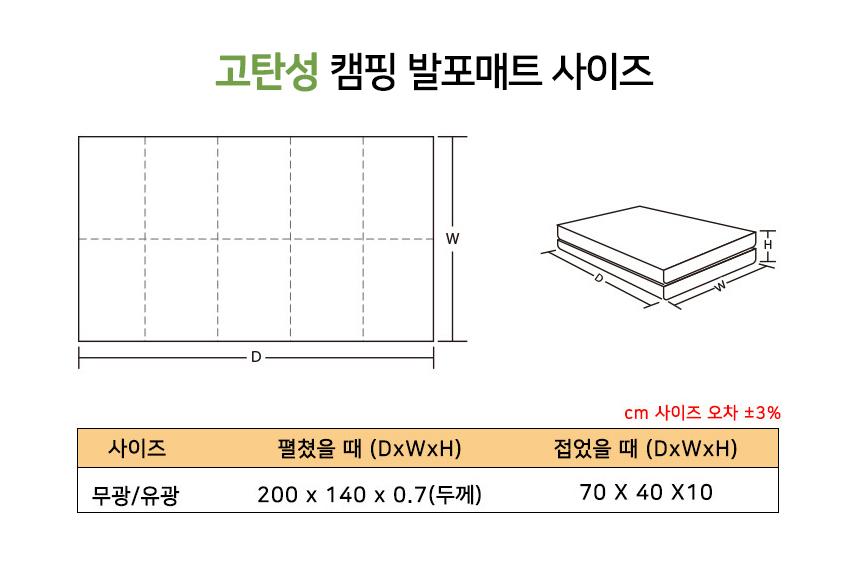 고탄성 캠핑 발포매트 사이즈
W
D
H
D
W
cm 사이즈 오차 ±3%
사이즈 펼쳤을 때 (DxWxH) 접었을 때 (DxWxH)
무광/유광 200 x 140 x 0.7(두께) 70 X 40 X10